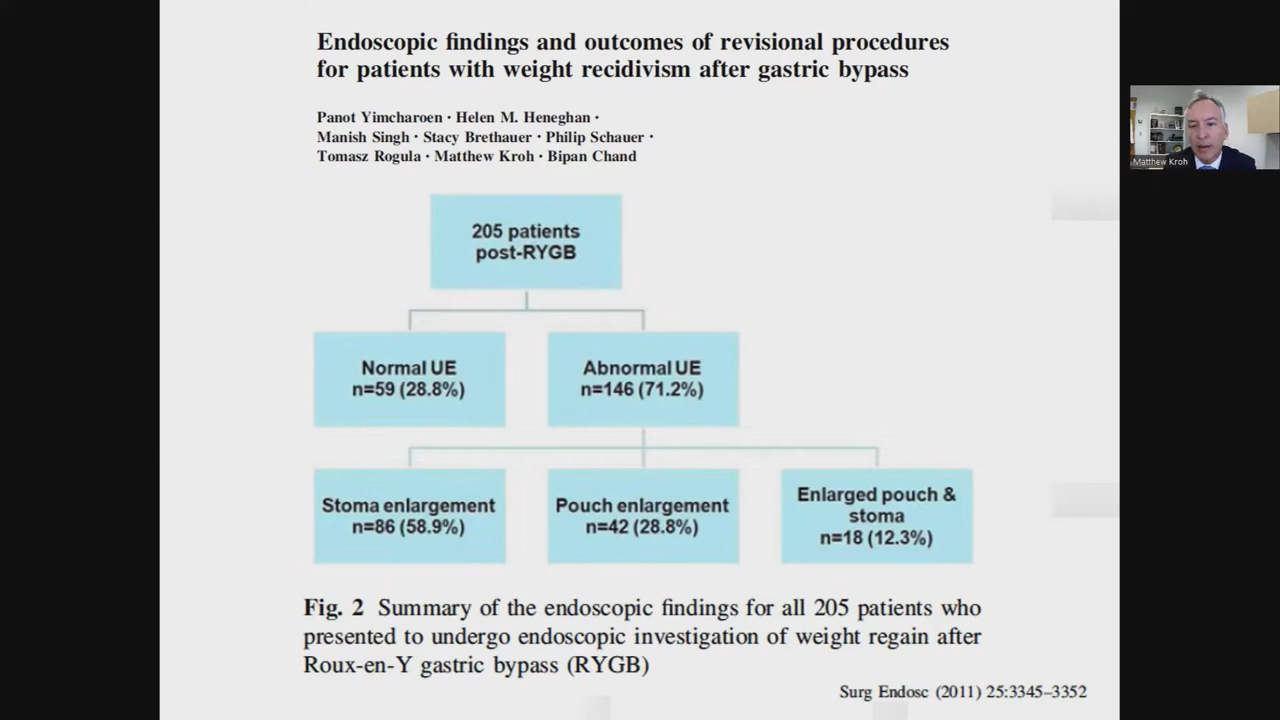 Endoscopic findings and outcomes of revisional procedures
for patients with weight recidivism after gastric bypass
Panot Yimcharoen · Helen M. Heneghan ·
Manish Singh · Stacy Brethauer · Philip Schauer ·
Tomasz Rogula · Matthew Kroh · Bipan Chand
205 patients
post-RYGB
Normal UE
n=59 (28.8%)
Abnormal UE
n=146 (71.2%)
Stoma enlargement
n=86 (58.9%)
Pouch enlargement
n=42 (28.8%)
Enlarged pouch &
stoma
n=18 (12.3%)
Fig. 2 Summary of the endoscopic findings for all 205 patients who
presented to undergo endoscopic investigation of weight regain after
Roux-en-Y gastric bypass (RYGB)
Surg Endosc (2011) 25:3345–3352
Matthew Kroh